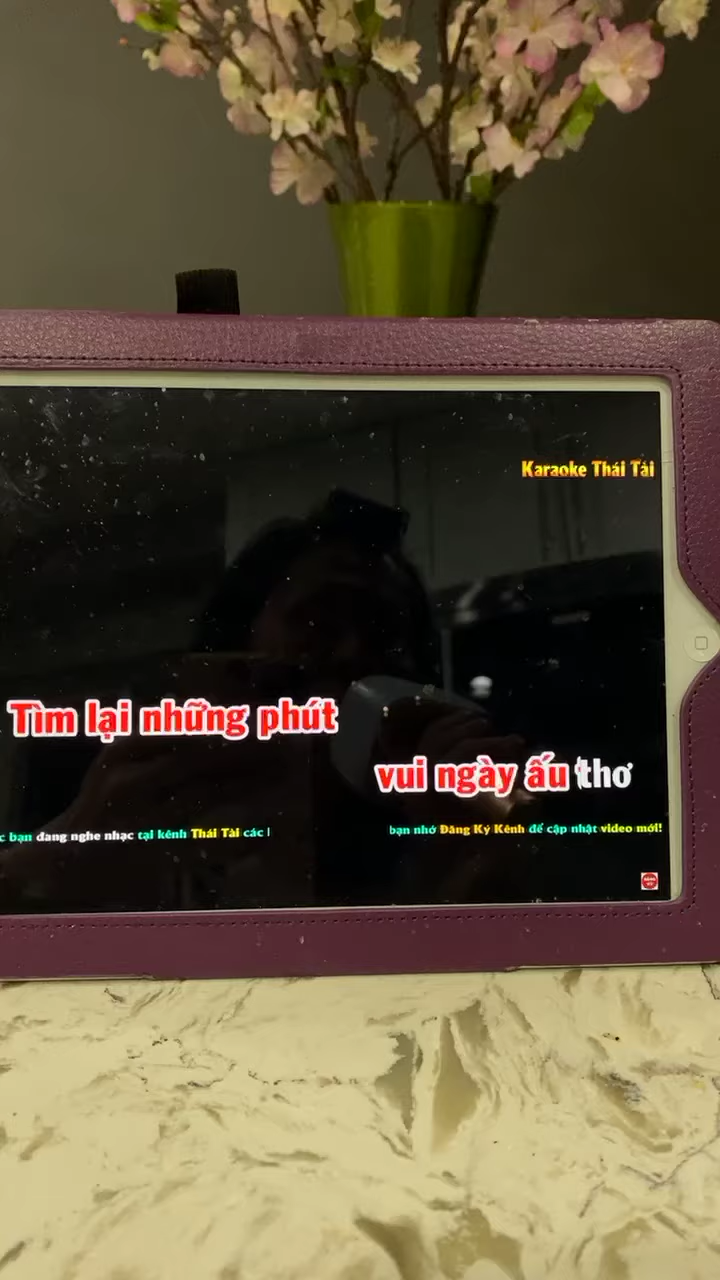 Karaoke Thái Tài
Tìm lại những phút
vui ngày ấu thơ
c bạn đang nghe nhạc tại kênh Thái Tài các
bạn nhớ Đăng Ký Kênh để cập nhật video mới!